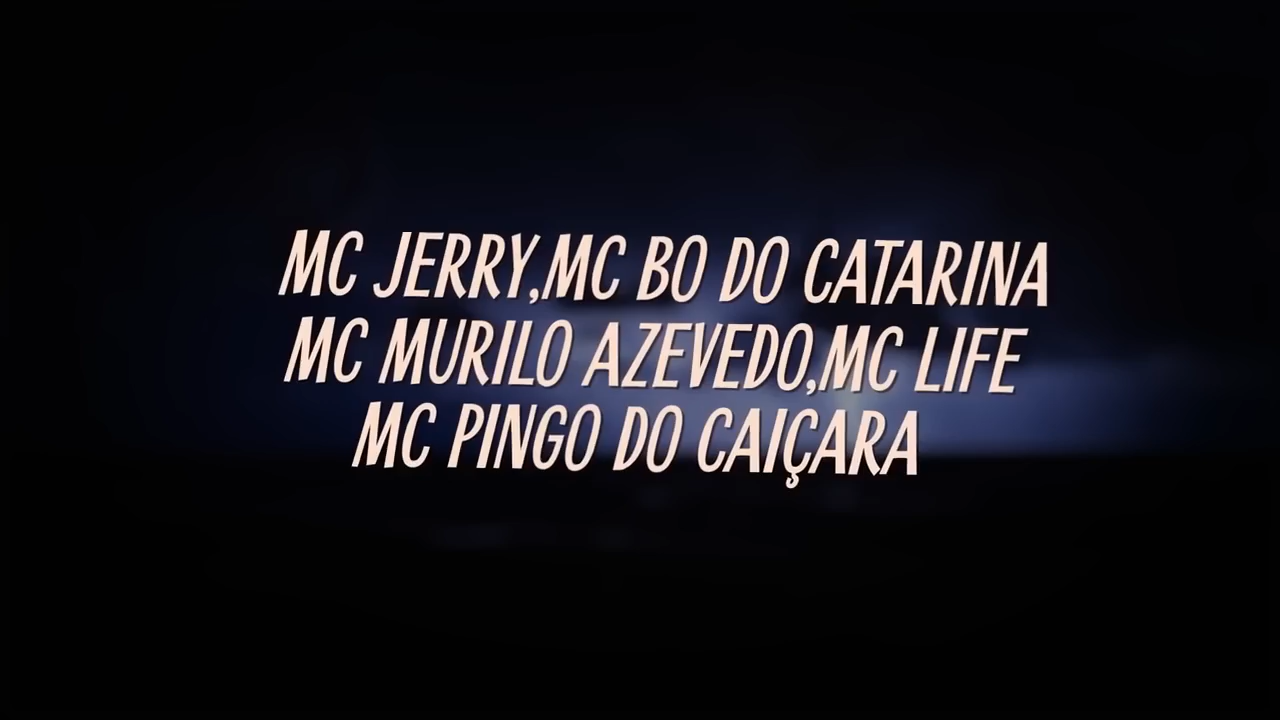 MC JERRY,MC BO DO CATARINA
MC MURILO AZEVEDO,MC LIFE
MC PINGO DO CAIÇARA